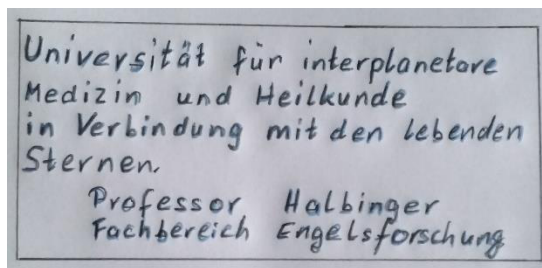 Universität für interplanetare
Medizin und Heilkunde
in Verbindung mit den lebenden
Sternen.
Professor Halbinger
Fachbereich Engelsforschung